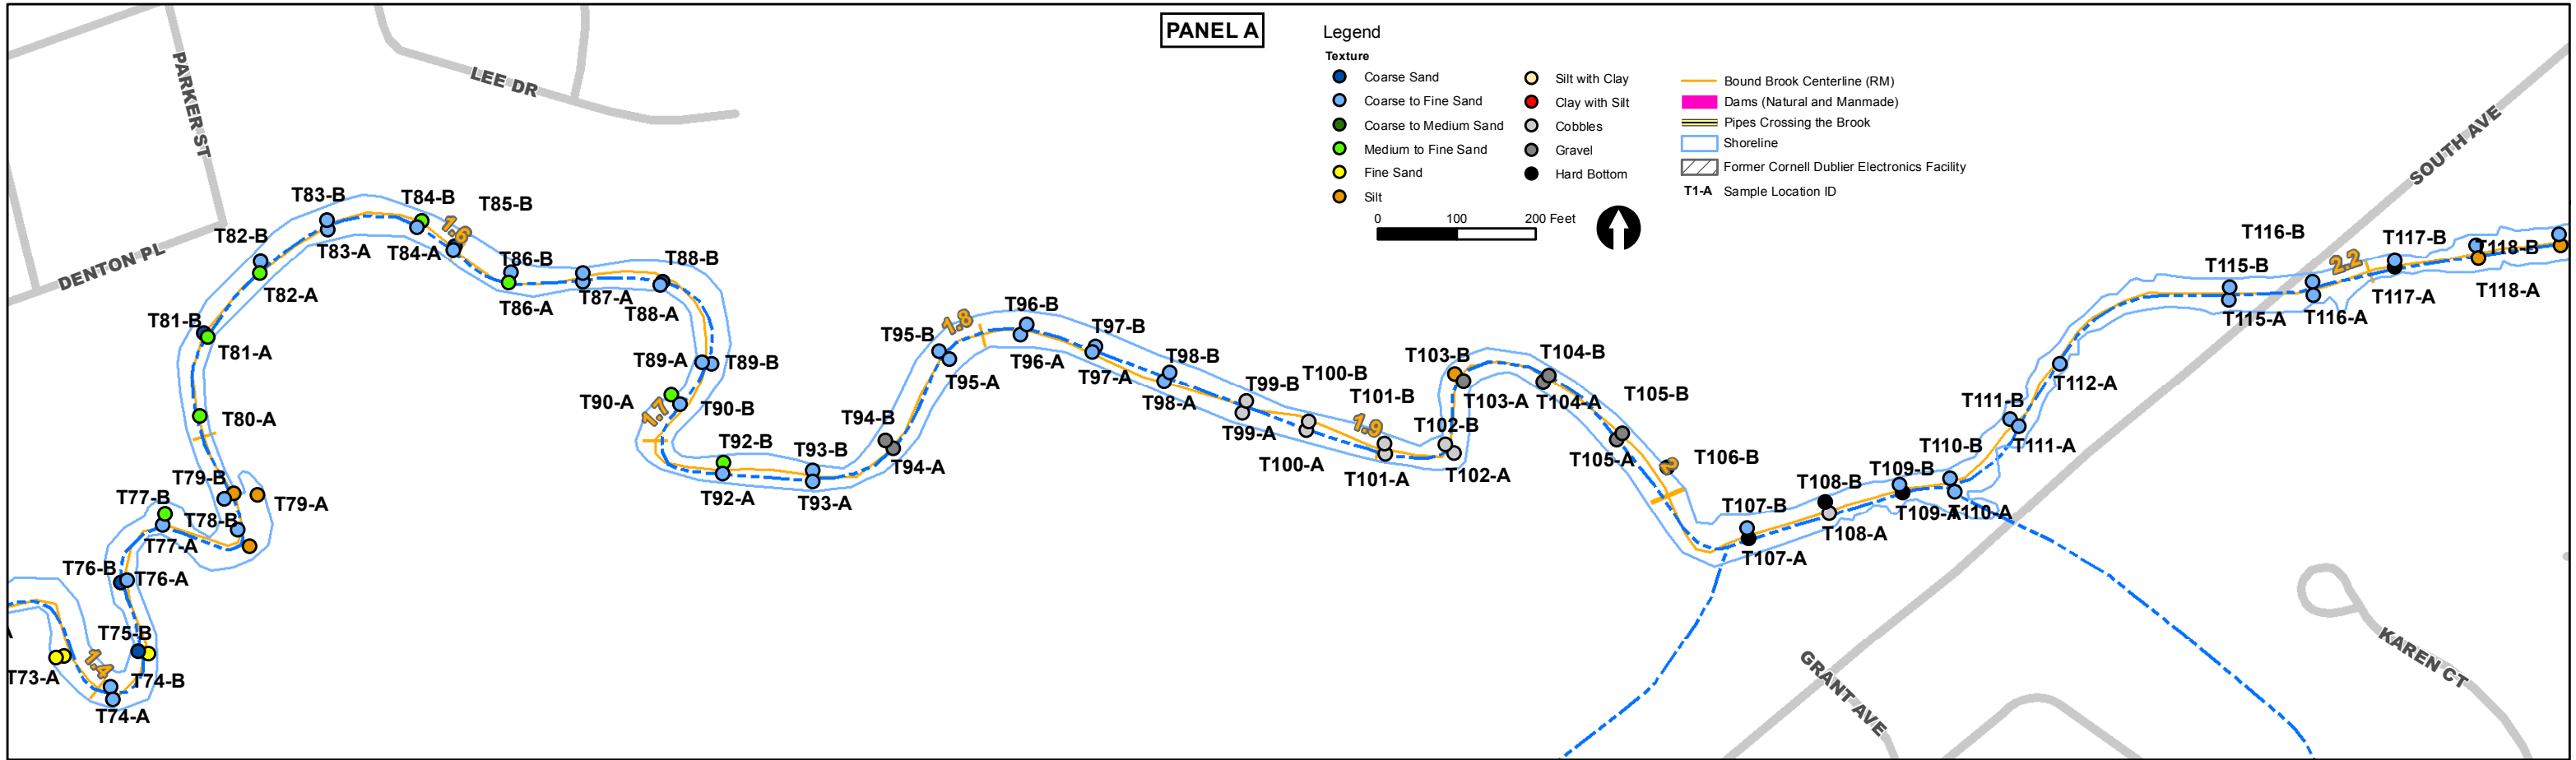 PANEL A
Legend
Texture
Coarse Sand
Coarse to Fine Sand
Coarse to Medium Sand
Medium to Fine Sand
Fine Sand
Silt
Silt with Clay
Clay with Silt
Cobbles
Gravel
Hard Bottom
Bound Brook Centerline (RM)
Dams (Natural and Manmade)
Pipes Crossing the Brook
Shoreline
Former Cornell Dublier Electronics Facility
T1-A Sample Location ID
0 100 200 Feet
PARKER ST
LEE DR
DENTON PL
SOUTH AVE
GRANT AVE
KAREN CT
T73-A
1.4
T74-B
T74-A
T75-B
T76-B
T76-A
T77-B
T77-A
T78-B
T79-B
T79-A
T80-A
T81-B
T81-A
T82-B
T82-A
T83-B
T83-A
T84-B
T84-A
1.6
T85-B
T86-B
T86-A
T87-A
T88-B
T88-A
T89-A
T89-B
T90-A
T90-B
1.7
T92-B
T92-A
T93-B
T93-A
T94-B
T94-A
T95-B
T95-A
1.8
T96-B
T96-A
T97-B
T97-A
T98-B
T98-A
T99-B
T99-A
T100-B
T100-A
T101-B
1.9
T101-A
T102-B
T102-A
T103-B
T103-A
T104-B
T104-A
T105-B
T105-A
2
T106-B
T107-B
T107-A
T108-B
T108-A
T109-B
T109-A
T110-B
T110-A
T111-B
T111-A
T112-A
T115-B
T115-A
T116-B
T116-A
2.2
T117-B
T117-A
T118-B
T118-A